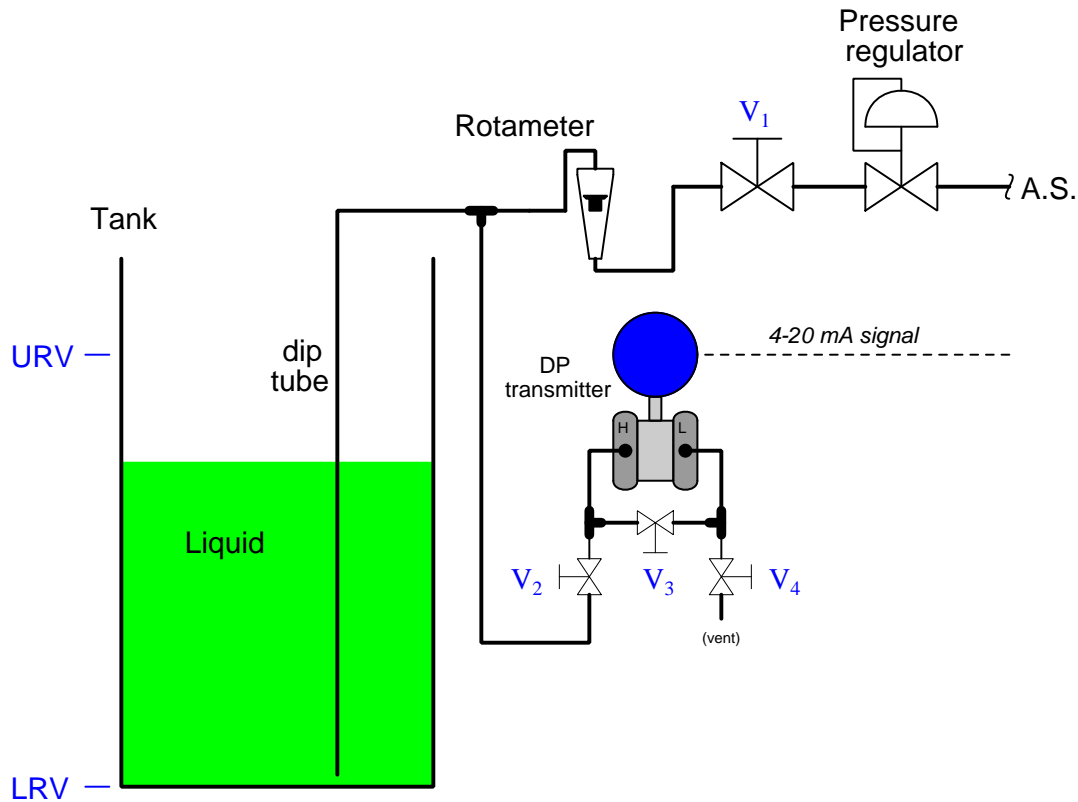 Pressure
regulator
V1
Rotameter
A.S.
Tank
URV
dip
tube
4-20 mA signal
DP
transmitter
H
L
Liquid
V2
V3
V4
(vent)
LRV